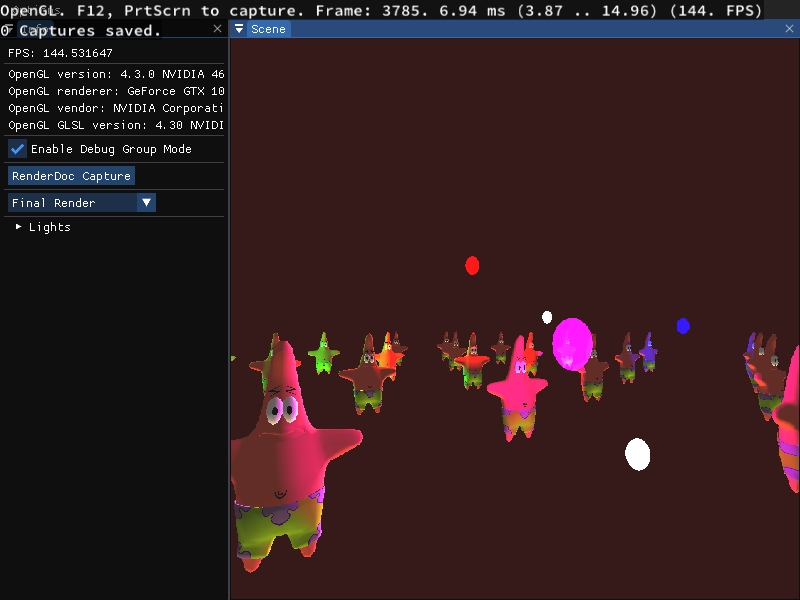 OpenGL. F12, PrtScrn to capture. Frame: 3785. 6.94 ms (3.87 .. 14.96) (144. FPS)
0 Captures saved.
Scene
FPS: 144.531647
OpenGL version: 4.3.0 NVIDIA 46
OpenGL renderer: GeForce GTX 10
OpenGL vendor: NVIDIA Corporati
OpenGL GLSL version: 4.30 NVIDI
Enable Debug Group Mode
RenderDoc Capture
Final Render
Lights